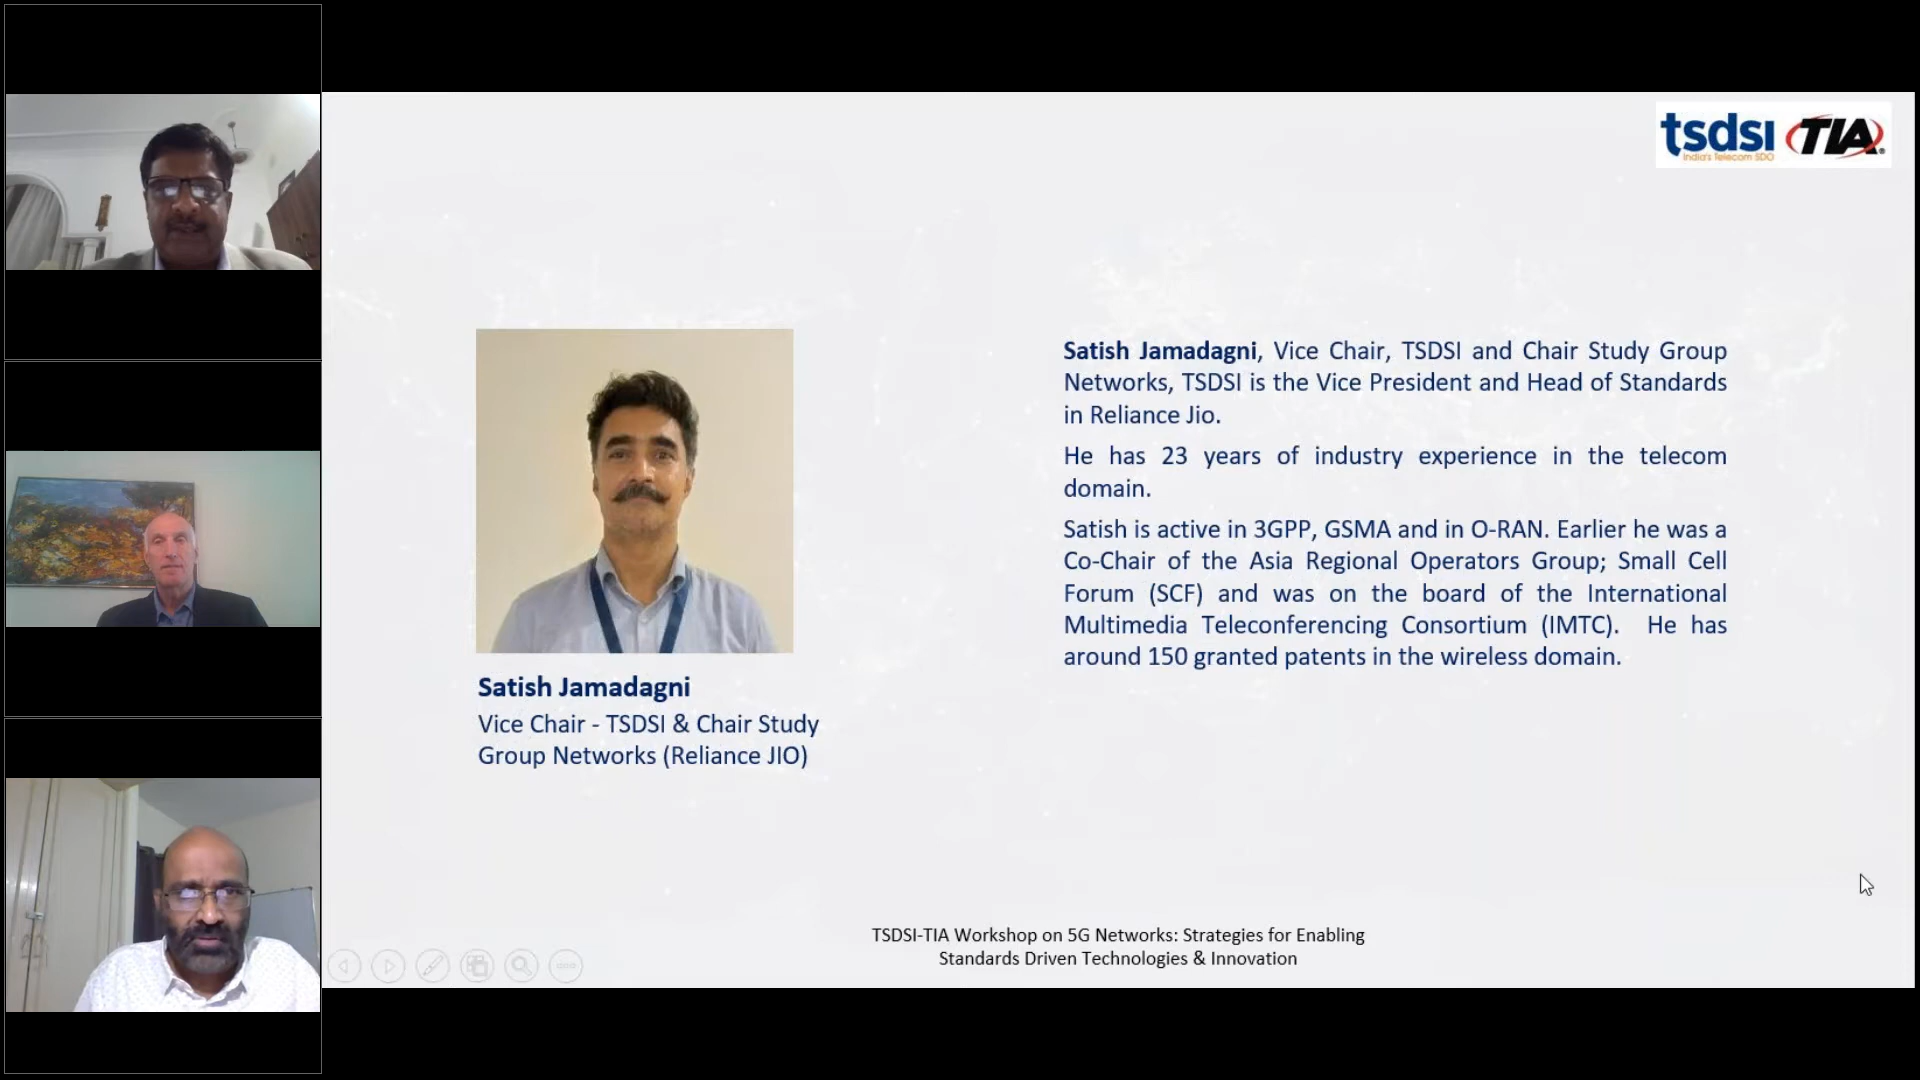 tsdsi TIA
India's Telecom SDO
Satish Jamadagni, Vice Chair, TSDSI and Chair Study Group
Networks, TSDSI is the Vice President and Head of Standards
in Reliance Jio.
He has 23 years of industry experience in the telecom
domain.
Satish is active in 3GPP, GSMA and in O-RAN. Earlier he was a
Co-Chair of the Asia Regional Operators Group; Small Cell
Forum (SCF) and was on the board of the International
Multimedia Teleconferencing Consortium (IMTC). He has
around 150 granted patents in the wireless domain.
Satish Jamadagni
Vice Chair - TSDSI & Chair Study
Group Networks (Reliance JIO)
TSDSI-TIA Workshop on 5G Networks: Strategies for Enabling
Standards Driven Technologies & Innovation